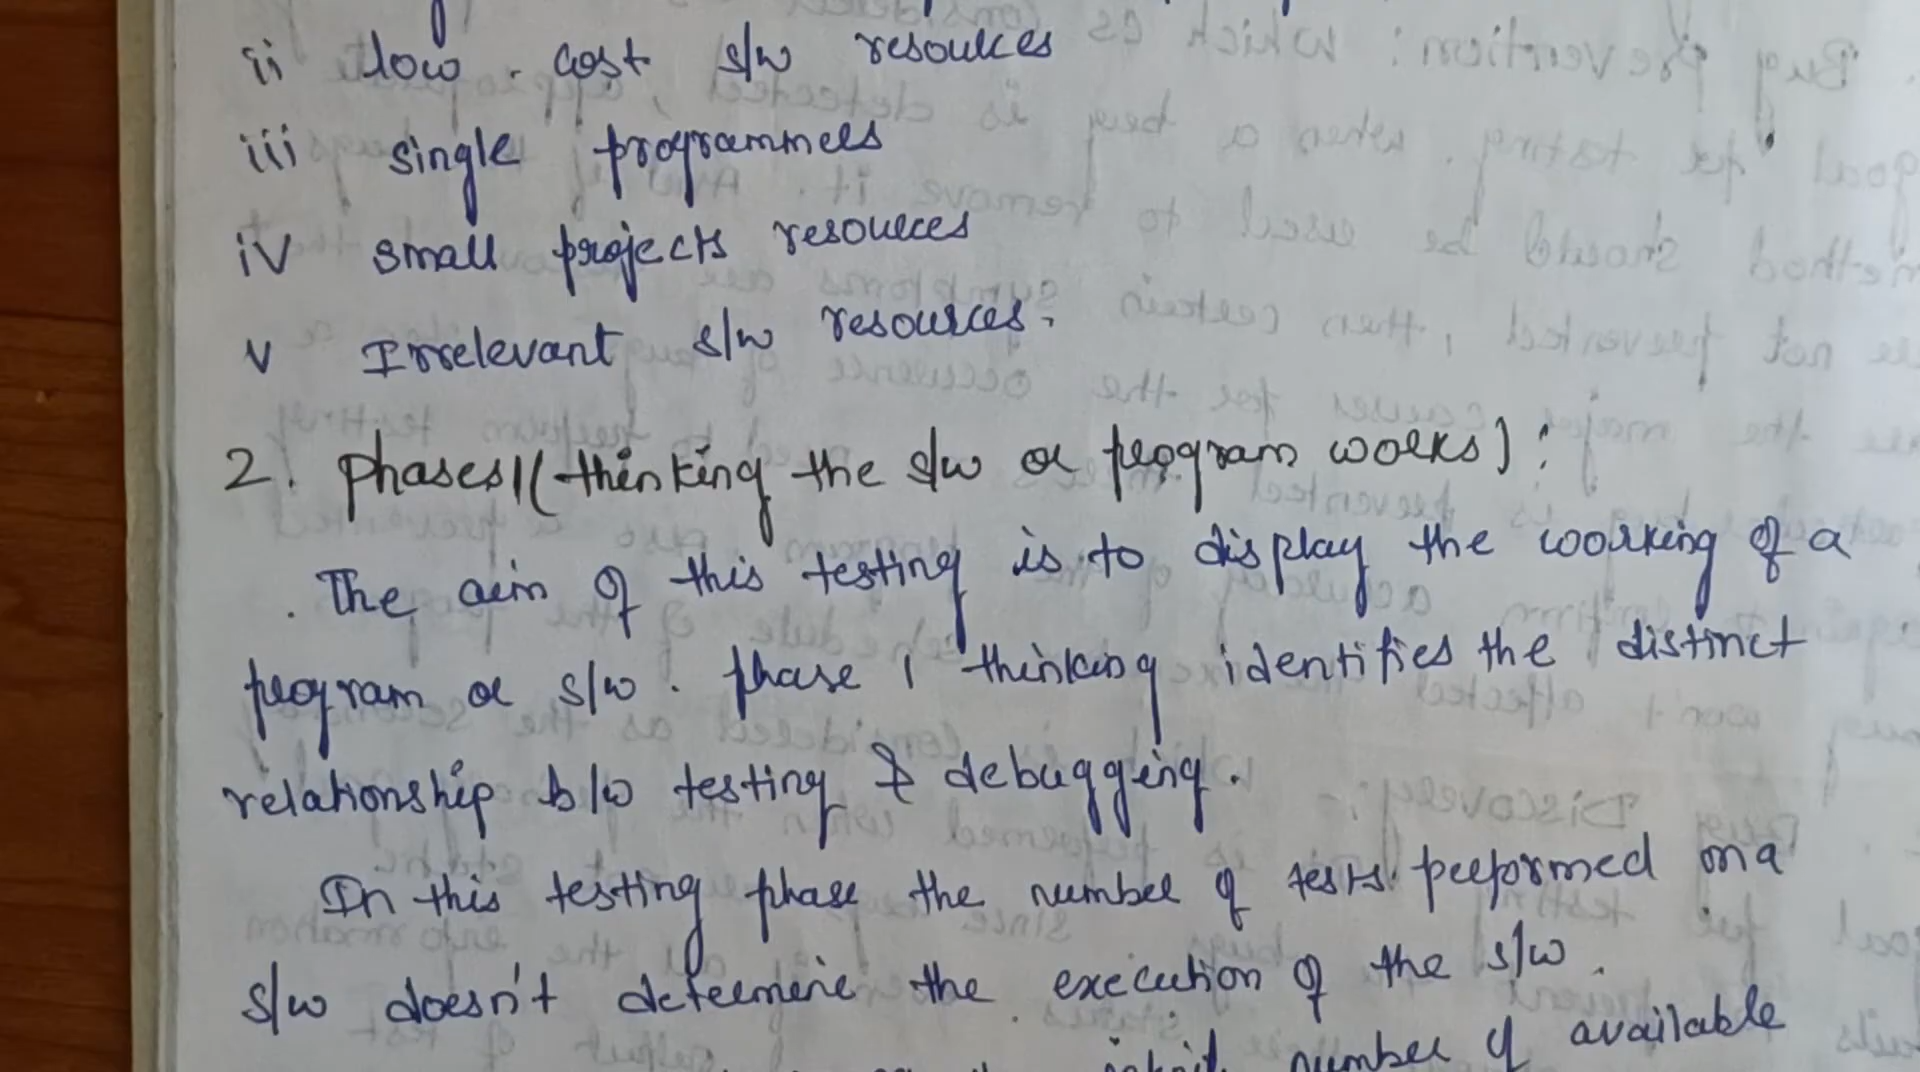 ii low cost s/w resources
iii single programmers
iv small projects resources
v Irrelevant s/w resources.
2. phases 1 (thinking the s/w or program works) :
The aim of this testing is to display the woorking of a
program or s/w. phase 1 thinking identifies the distinct
relationship b/w testing & debugging.
In this testing phase the number of tests performed on a
s/w doesn't determine the execution of the s/w.
number of available